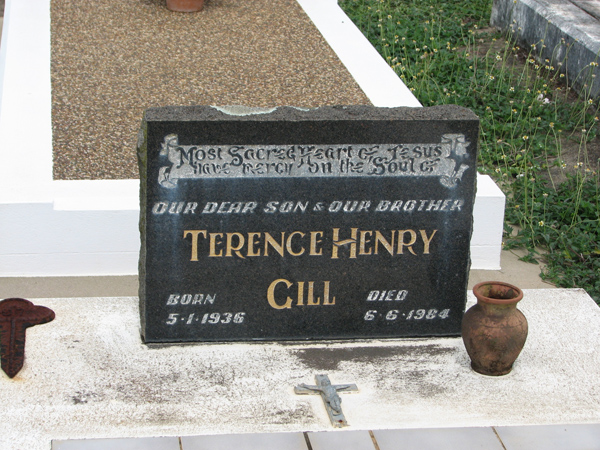 Most Sacred Heart of Jesus
have mercy on the Soul of
OUR DEAR SON & OUR BROTHER
TERENCE HENRY
GILL
BORN
5·1·1936
DIED
6·6·1984